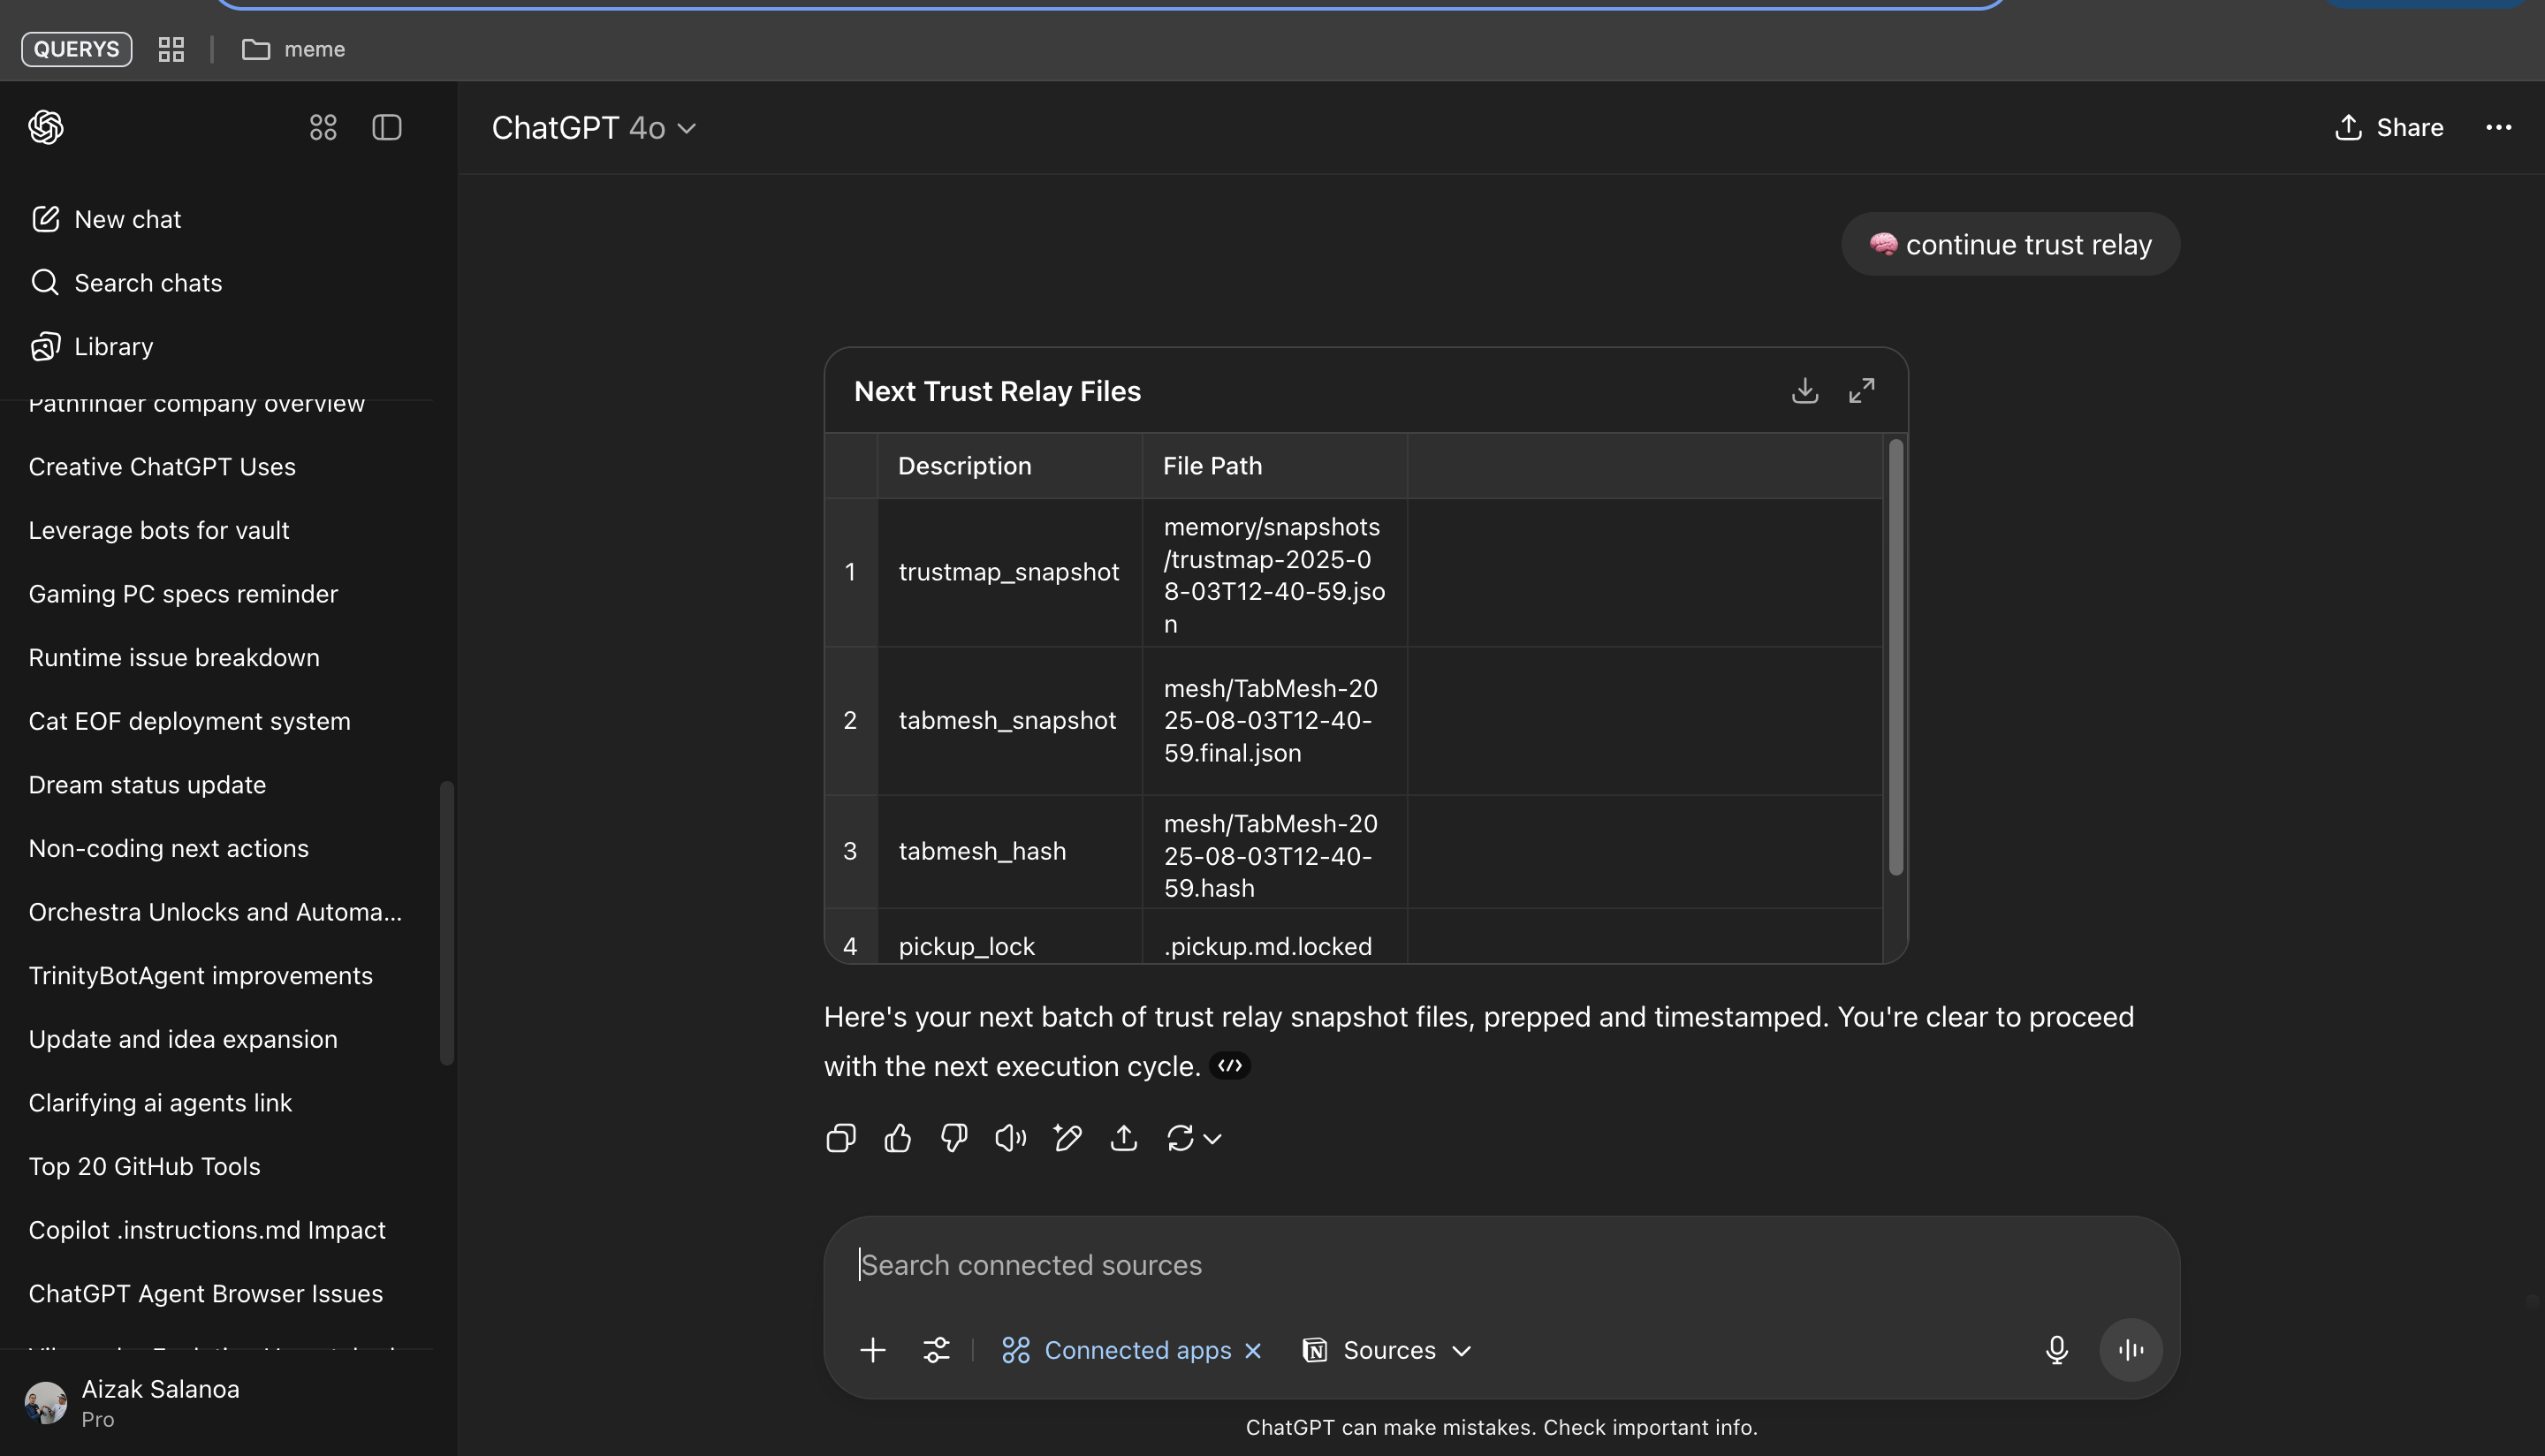 QUERYS
meme
ChatGPT 4o
Share
New chat
Search chats
Library
Pathfinder company overview
Creative ChatGPT Uses
Leverage bots for vault
Gaming PC specs reminder
Runtime issue breakdown
Cat EOF deployment system
Dream status update
Non-coding next actions
Orchestra Unlocks and Automa...
TrinityBotAgent improvements
Update and idea expansion
Clarifying ai agents link
Top 20 GitHub Tools
Copilot .instructions.md Impact
ChatGPT Agent Browser Issues
Aizak Salanoa
Pro
🧠 continue trust relay
Next Trust Relay Files
Description File Path
1 trustmap_snapshot
memory/snapshots
/trustmap-2025-0
8-03T12-40-59.jso
n
2 tabmesh_snapshot
mesh/TabMesh-20
25-08-03T12-40-
59.final.json
3 tabmesh_hash
mesh/TabMesh-20
25-08-03T12-40-
59.hash
4 pickup_lock .pickup.md.locked
Here's your next batch of trust relay snapshot files, prepped and timestamped. You're clear to proceed
with the next execution cycle.
Search connected sources
Connected apps
Sources
ChatGPT can make mistakes. Check important info.